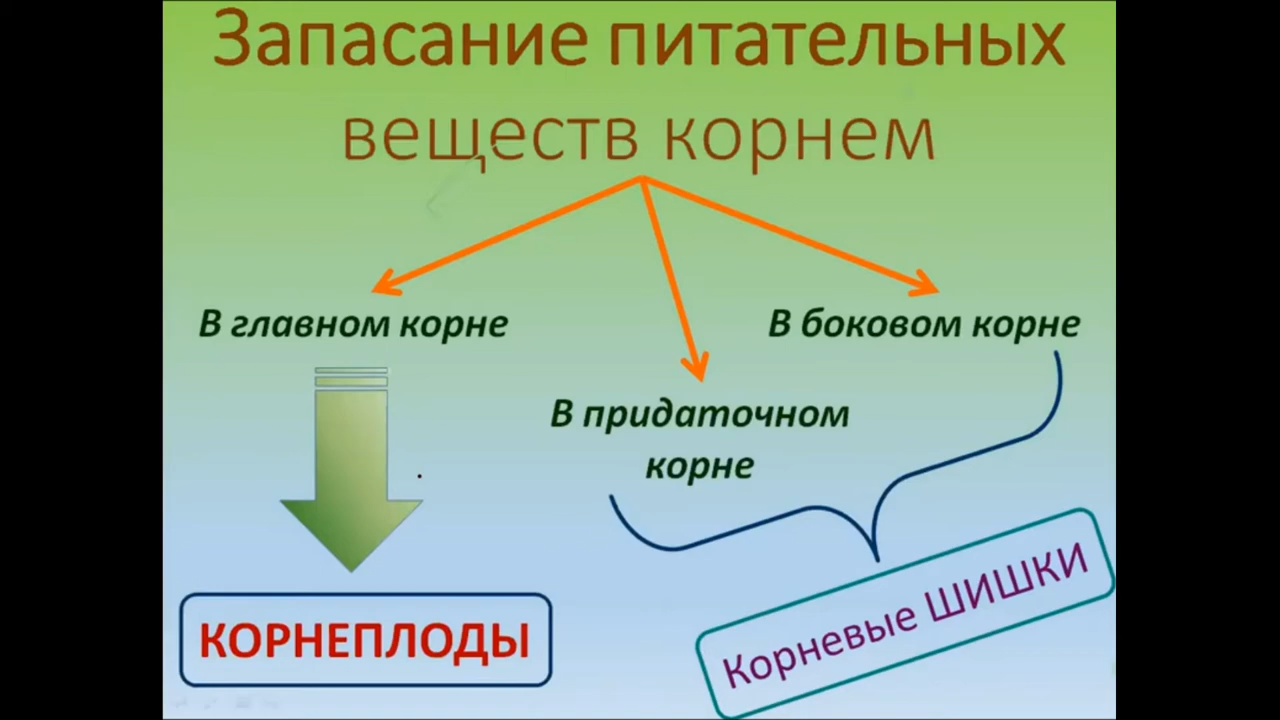 Запасание питательных
веществ корнем
В главном корне
В боковом корне
В придаточном
корне
КОРНЕПЛОДЫ
Корневые ШИШКИ